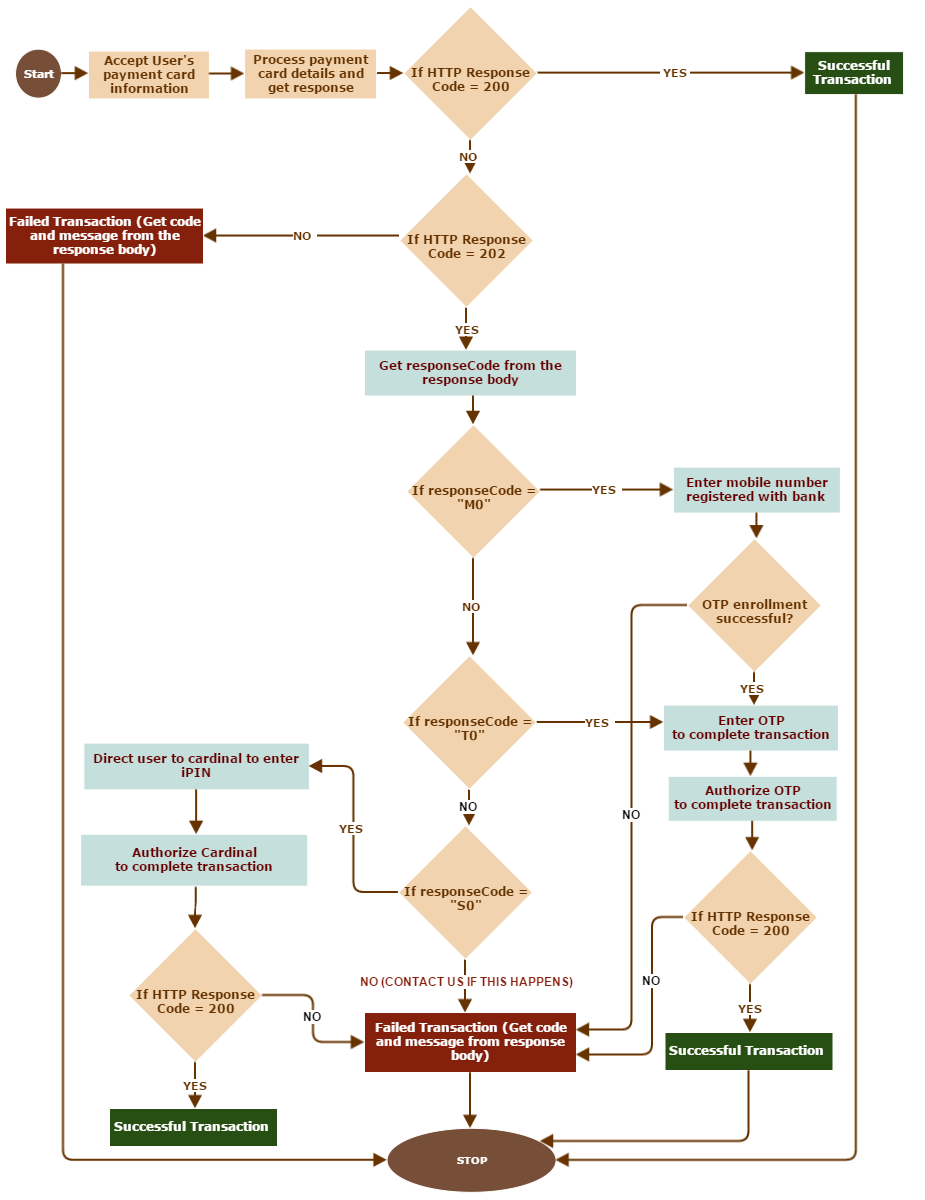 Start
Accept User's
payment card
information
Process payment
card details and
get response
If HTTP Response
Code = 200
YES
Successful
Transaction
NO
If HTTP Response
Code = 202
NO
Failed Transaction (Get code
and message from the
response body)
YES
Get responseCode from the
response body
If responseCode =
"M0"
YES
Enter mobile number
registered with bank
OTP enrollment
successful?
NO
YES
If responseCode =
"T0"
YES
Enter OTP
to complete transaction
Authorize OTP
to complete transaction
NO
NO
If responseCode =
"S0"
YES
Direct user to cardinal to enter
iPIN
Authorize Cardinal
to complete transaction
If HTTP Response
Code = 200
NO
YES
Successful Transaction
NO (CONTACT US IF THIS HAPPENS)
Failed Transaction (Get code
and message from response
body)
If HTTP Response
Code = 200
NO
YES
Successful Transaction
STOP